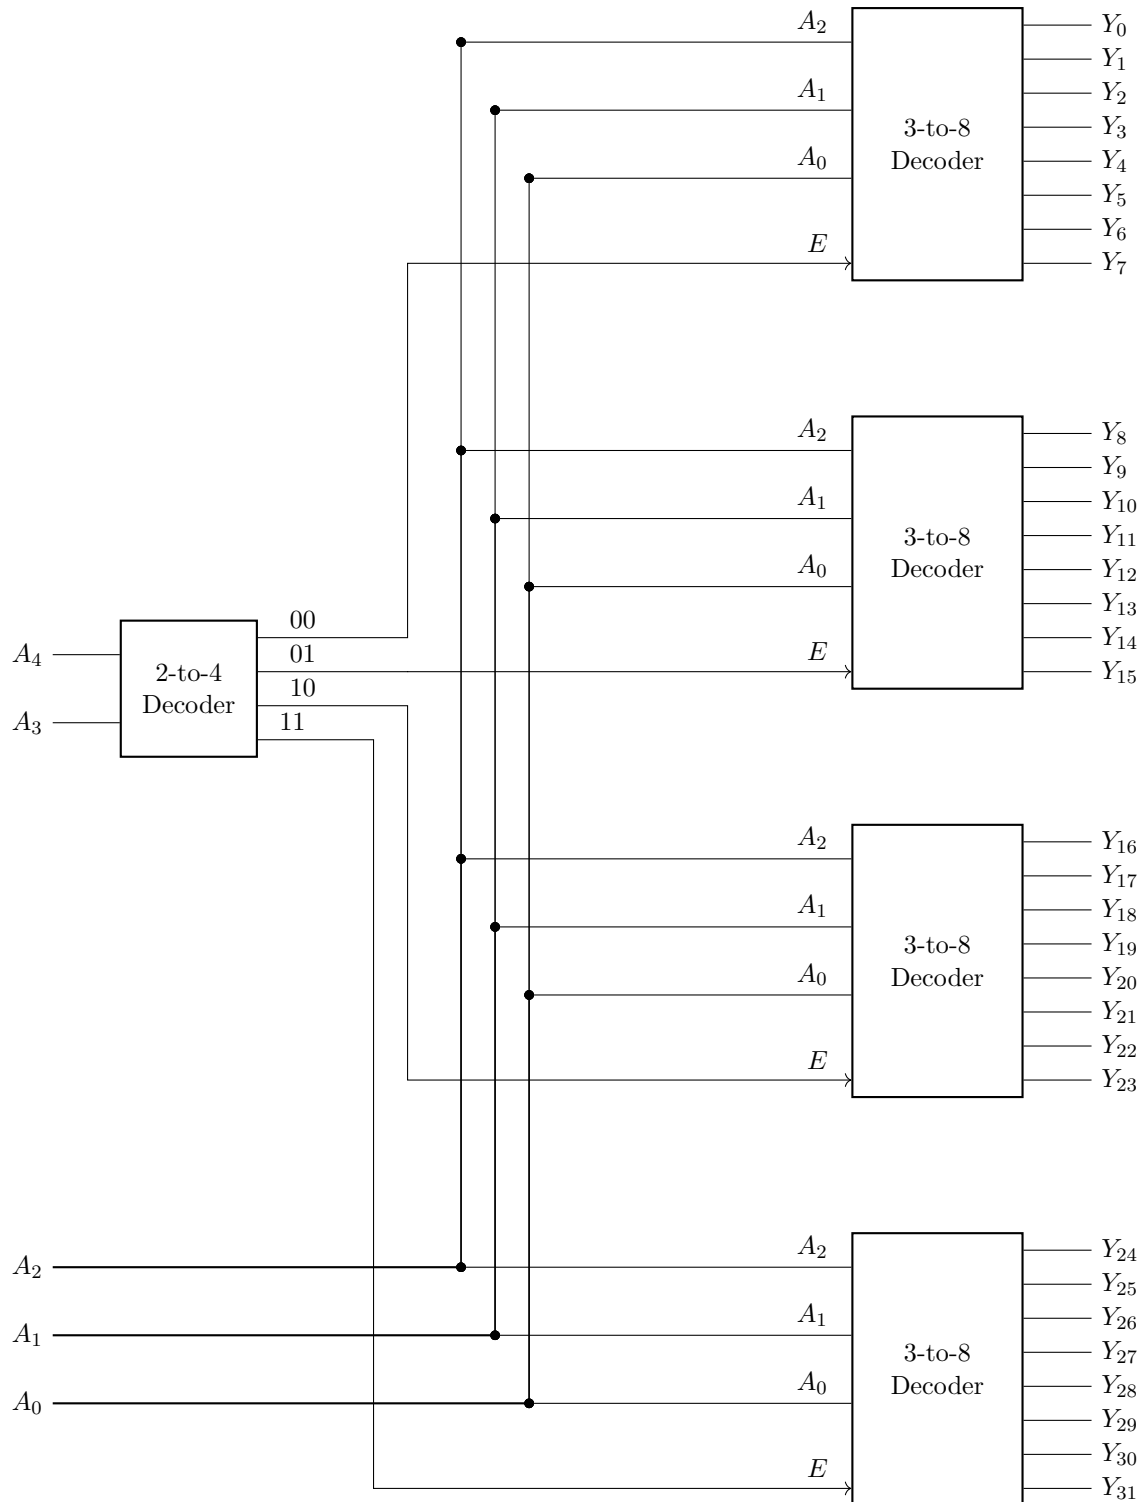 A₂
Y₀
Y₁
A₁
Y₂
3-to-8
Decoder
Y₃
A₀
Y₄
Y₅
E
Y₆
Y₇
A₂
Y₈
Y₉
A₁
Y₁₀
3-to-8
Decoder
Y₁₁
A₀
Y₁₂
Y₁₃
E
Y₁₄
Y₁₅
00
01
10
11
A₄
A₃
2-to-4
Decoder
A₂
Y₁₆
Y₁₇
A₁
Y₁₈
3-to-8
Decoder
Y₁₉
A₀
Y₂₀
Y₂₁
E
Y₂₂
Y₂₃
A₂
A₂
Y₂₄
Y₂₅
A₁
A₁
Y₂₆
3-to-8
Decoder
Y₂₇
A₀
A₀
Y₂₈
Y₂₉
E
Y₃₀
Y₃₁